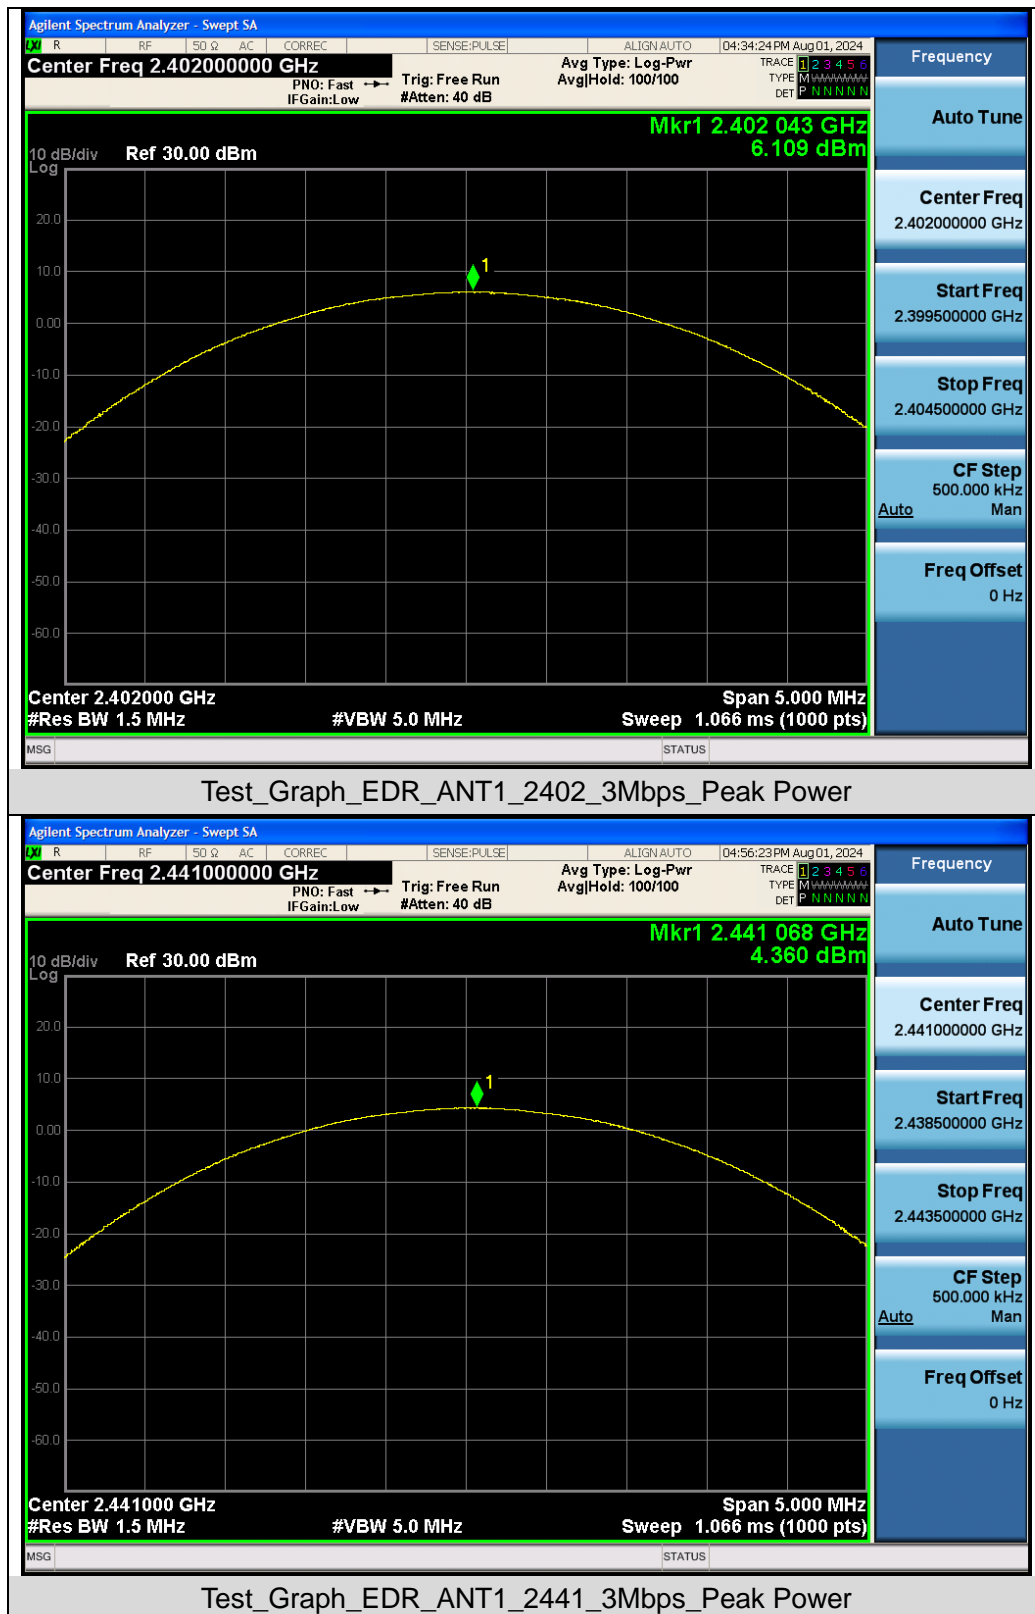 Agilent Spectrum Analyzer - Swept SA
LXI R RF 50 Ω AC CORREC SENSE:PULSE ALIGN AUTO 04:34:24 PM Aug 01, 2024
Center Freq 2.402000000 GHz
PNO: Fast
IFGain:Low
Trig: Free Run
#Atten: 40 dB
Avg Type: Log-Pwr
Avg|Hold: 100/100
TRACE 1 2 3 4 5 6
TYPE M
DET P N N N N N
Frequency
Auto Tune
Center Freq
2.402000000 GHz
Start Freq
2.399500000 GHz
Stop Freq
2.404500000 GHz
CF Step
500.000 kHz
Auto Man
Freq Offset
0 Hz
Mkr1 2.402 043 GHz
6.109 dBm
10 dB/div Ref 30.00 dBm
Log
20.0
10.0
0.00
-10.0
-20.0
-30.0
-40.0
-50.0
-60.0
1
Center 2.402000 GHz Span 5.000 MHz
#Res BW 1.5 MHz #VBW 5.0 MHz Sweep 1.066 ms (1000 pts)
MSG STATUS
Test_Graph_EDR_ANT1_2402_3Mbps_Peak Power
Agilent Spectrum Analyzer - Swept SA
LXI R RF 50 Ω AC CORREC SENSE:PULSE ALIGN AUTO 04:56:23 PM Aug 01, 2024
Center Freq 2.441000000 GHz
PNO: Fast
IFGain:Low
Trig: Free Run
#Atten: 40 dB
Avg Type: Log-Pwr
Avg|Hold: 100/100
TRACE 1 2 3 4 5 6
TYPE M
DET P N N N N N
Frequency
Auto Tune
Center Freq
2.441000000 GHz
Start Freq
2.438500000 GHz
Stop Freq
2.443500000 GHz
CF Step
500.000 kHz
Auto Man
Freq Offset
0 Hz
Mkr1 2.441 068 GHz
4.360 dBm
10 dB/div Ref 30.00 dBm
Log
20.0
10.0
0.00
-10.0
-20.0
-30.0
-40.0
-50.0
-60.0
1
Center 2.441000 GHz Span 5.000 MHz
#Res BW 1.5 MHz #VBW 5.0 MHz Sweep 1.066 ms (1000 pts)
MSG STATUS
Test_Graph_EDR_ANT1_2441_3Mbps_Peak Power